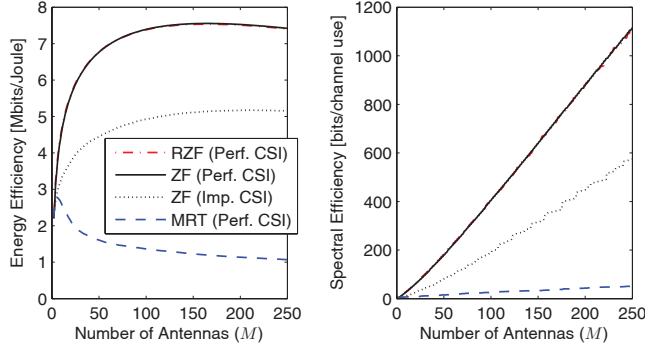 8
7
6
5
4
3
2
1
0
Energy Efficiency [Mbits/Joule]
0 50 100 150 200 250
Number of Antennas (M)
RZF (Perf. CSI)
ZF (Perf. CSI)
ZF (Imp. CSI)
MRT (Perf. CSI)
1200
1000
800
600
400
200
0
Spectral Efficiency [bits/channel use]
0 50 100 150 200 250
Number of Antennas (M)